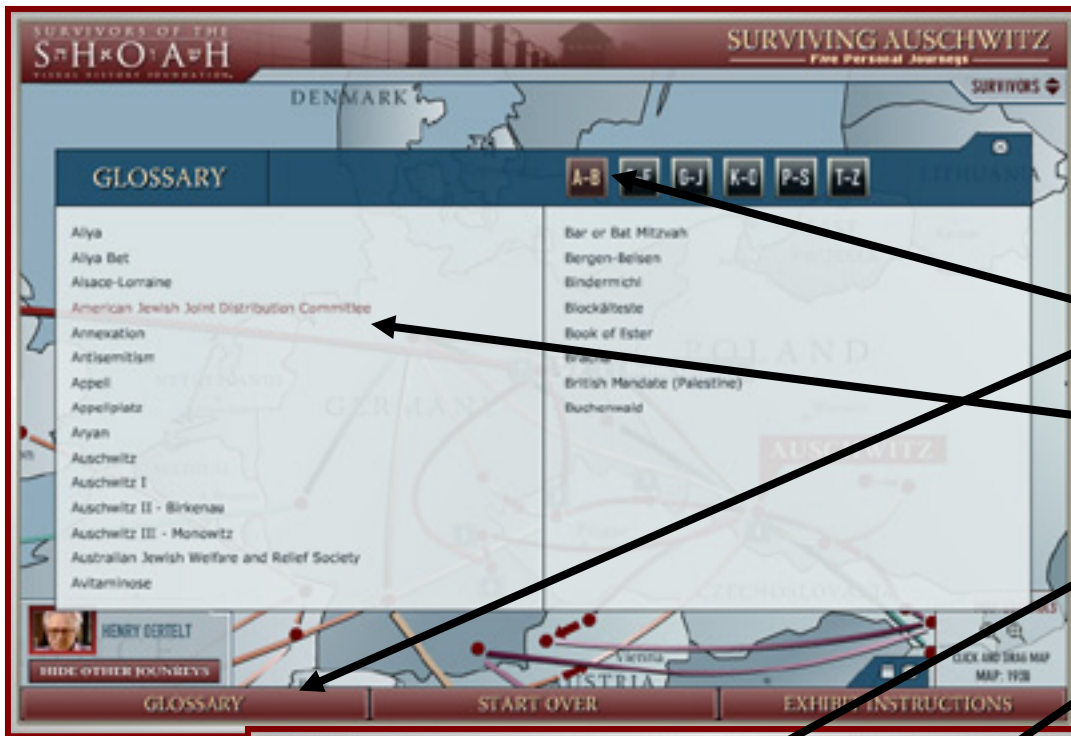 SURVIVORS OF THE
SHOAH
VISUAL HISTORY FOUNDATION
SURVIVING AUSCHWITZ
Five Personal Journeys
SURVIVORS
DENMARK
LITHUANIA
GLOSSARY
A-B
G-J
K-O
P-S
T-Z
Aliya
Aliya Bet
Alsace-Lorraine
American Jewish Joint Distribution Committee
Annexation
Antisemitism
Appell
Appellplatz
Aryan
Auschwitz
Auschwitz I
Auschwitz II - Birkenau
Auschwitz III - Monowitz
Australian Jewish Welfare and Relief Society
Avitaminose
Bar or Bat Mitzvah
Bergen-Belsen
Bindermichl
Blockälteste
Book of Ester
British Mandate (Palestine)
Buchenwald
POLAND
NETHERLANDS
GERMANY
AUSCHWITZ
CZECHOSLOVAKIA
HENRY OERTELT
HIDE OTHER JOUNREYS
Vienna
AUSTRIA
CLICK AND DRAG MAP
MAP: 1938
GLOSSARY
START OVER
EXHIBIT INSTRUCTIONS